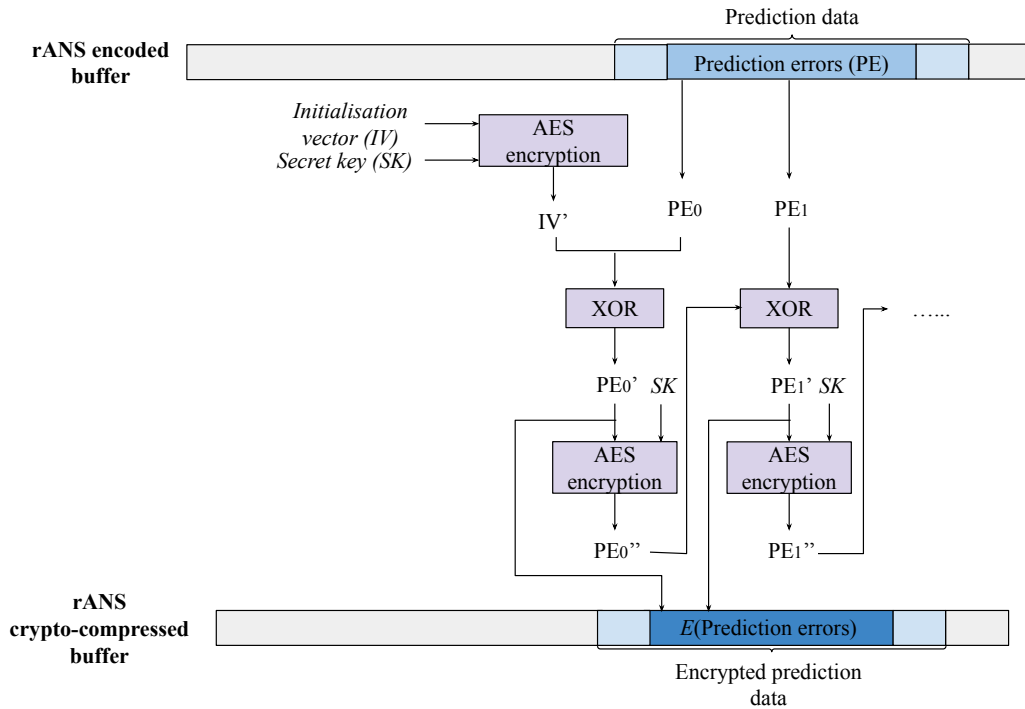 Prediction data
rANS encoded
buffer
Prediction errors (PE)
Initialisation
vector (IV)
Secret key (SK)
AES
encryption
IV’
PE0
PE1
XOR
XOR
…...
PE0’
SK
PE1’
SK
AES
encryption
AES
encryption
PE0’’
PE1’’
rANS
crypto-compressed
buffer
E(Prediction errors)
Encrypted prediction
data